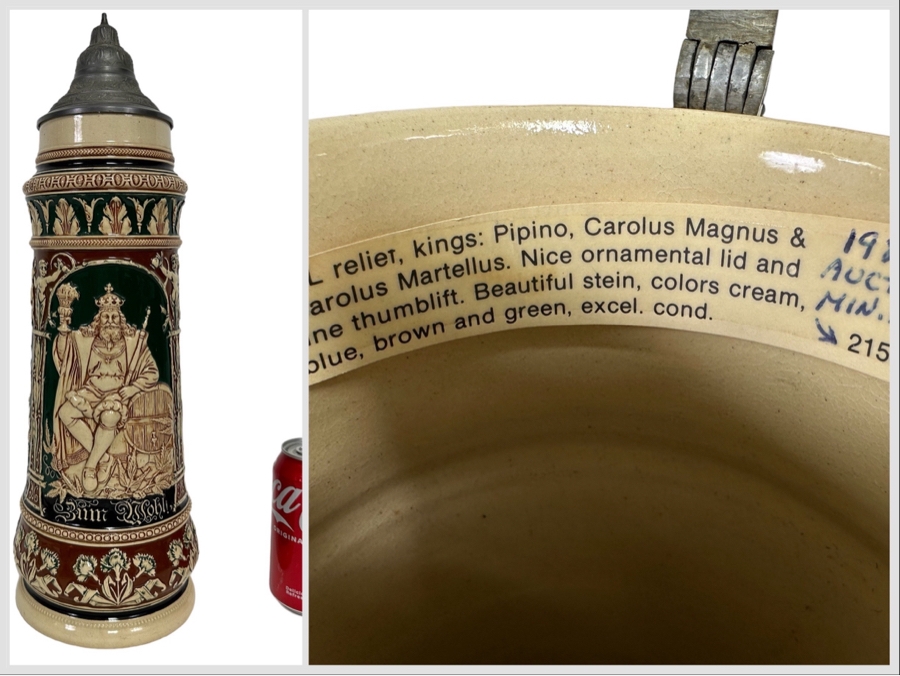 Zum Wohl
ORIGINAL
L relief, kings: Pipino, Carolus Magnus &
arolus Martellus. Nice ornamental lid and
ne thumblift. Beautiful stein, colors cream,
blue, brown and green, excel. cond.
AUCT
MIN.
215